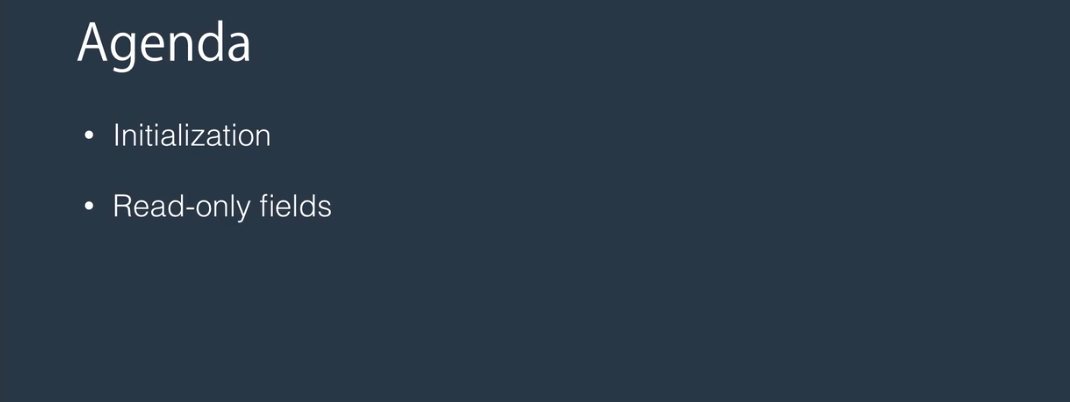 Agenda
• Initialization
• Read-only fields